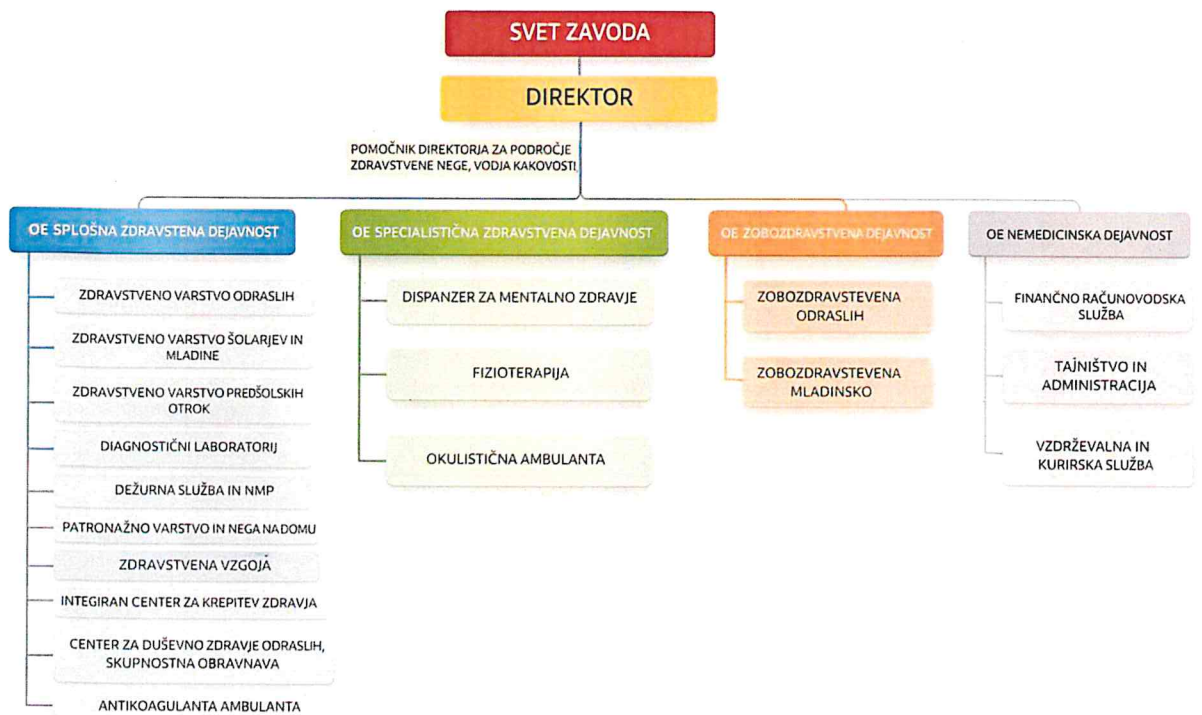 SVET ZAVODA
DIREKTOR
POMOČNIK DIREKTORJA ZA PODROČJE
ZDRAVSTVENE NEGE, VODJA KAKOVOSTI
OE SPLOŠNA ZDRAVSTENA DEJAVNOST
ZDRAVSTVENO VARSTVO ODRASLIH
ZDRAVSTVENO VARSTVO ŠOLARJEV IN
MLADINE
ZDRAVSTVENO VARSTVO PREDŠOLSKIH
OTROK
DIAGNOSTIČNI LABORATORIJ
DEŽURNA SLUŽBA IN NMP
PATRONAŽNO VARSTVO IN NEGA NA DOMU
ZDRAVSTVENA VZGOJA
INTEGIRAN CENTER ZA KREPITEV ZDRAVJA
CENTER ZA DUŠEVNO ZDRAVJE ODRASLIH,
SKUPNOSTNA OBRAVNAVA
ANTIKOAGULANTA AMBULANTA
OE SPECIALISTIČNA ZDRAVSTVENA DEJAVNOST
DISPANZER ZA MENTALNO ZDRAVJE
FIZIOTERAPIJA
OKULISTIČNA AMBULANTA
OE ZOBOZDRAVSTVENA DEJAVNOST
ZOBOZDRAVSTEVENA
ODRASLIH
ZOBOZDRAVSTEVENA
MLADINSKO
OE NEMEDICINSKA DEJAVNOST
FINANČNO RAČUNOVODSKA
SLUŽBA
TAJNIŠTVO IN
ADMINISTRACIJA
VZDRŽEVALNA IN
KURIRSKA SLUŽBA